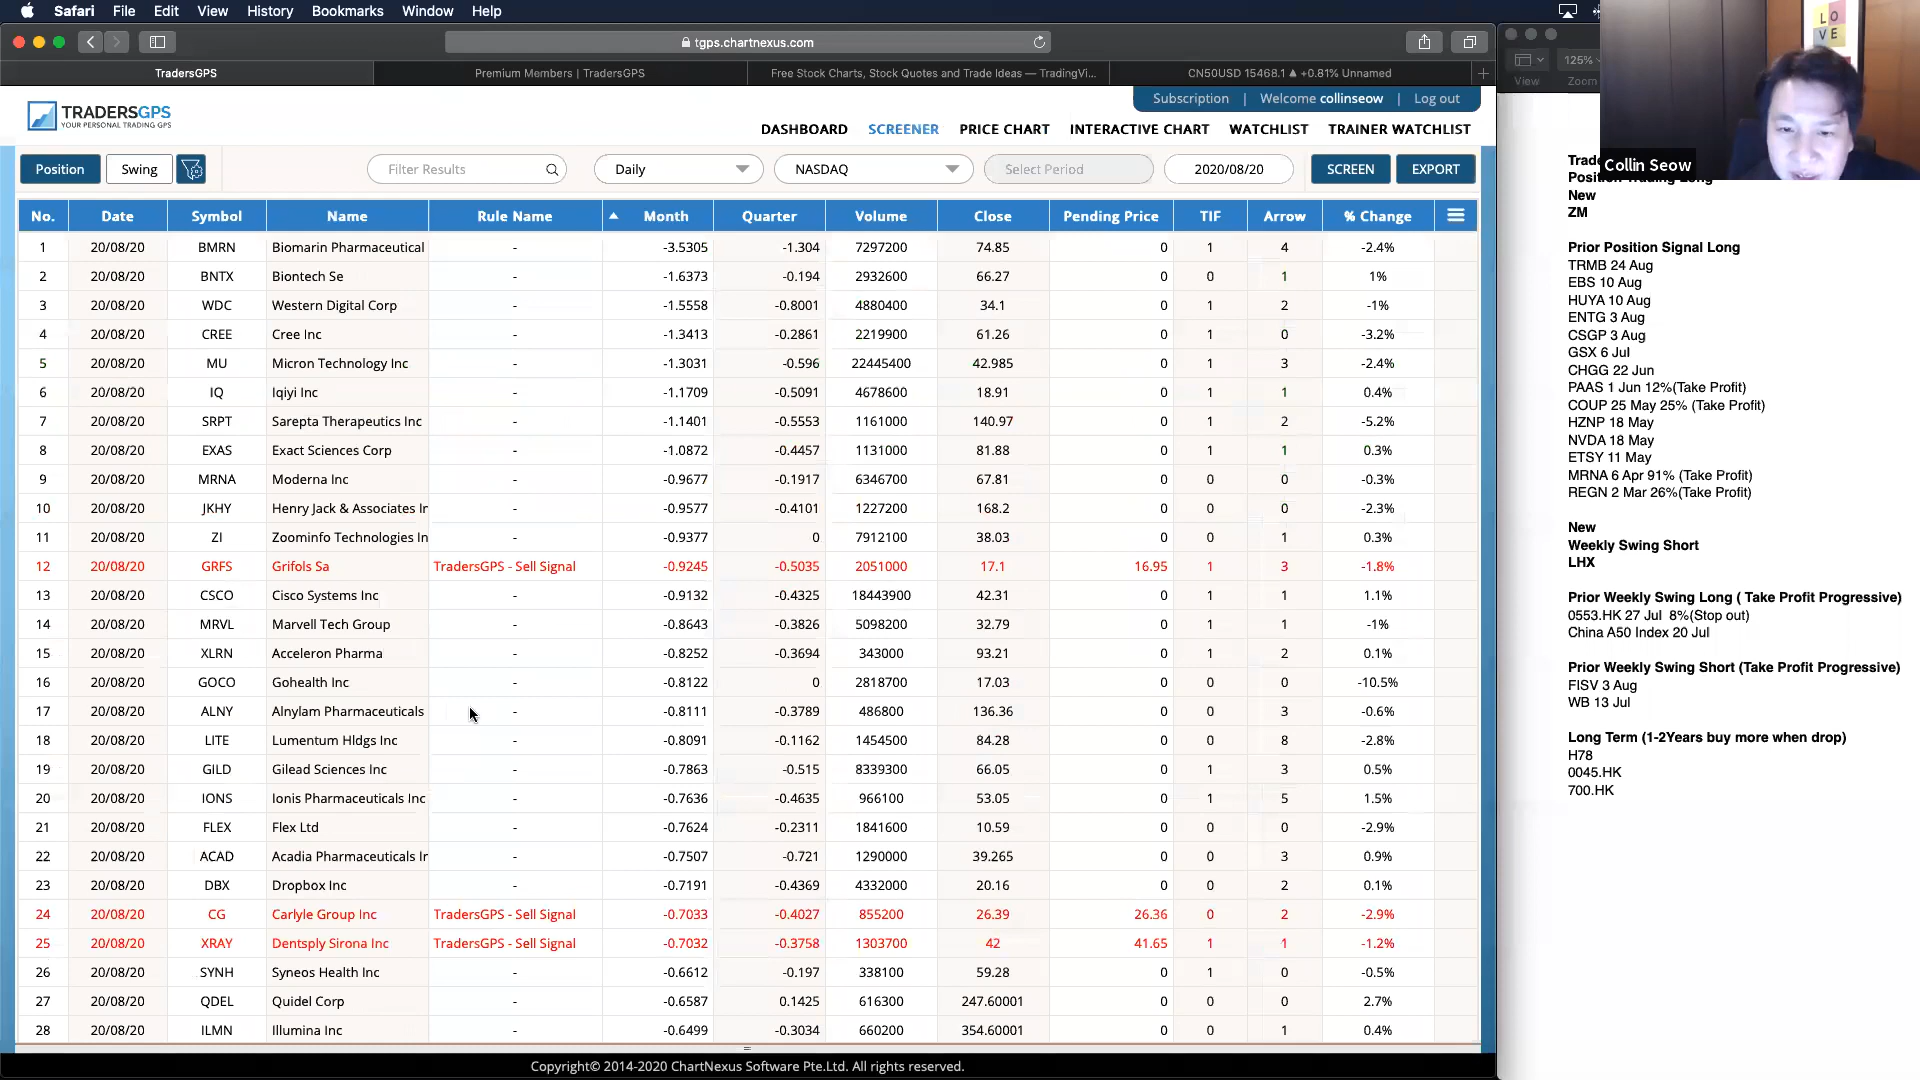 Safari File Edit View History Bookmarks Window Help
tgps.chartnexus.com
TradersGPS Premium Members | TradersGPS Free Stock Charts, Stock Quotes and Trade Ideas — TradingVi... CN50USD 15468.1 ▲ +0.81% Unnamed
TRADERSGPS
YOUR PERSONAL TRADING GPS
Subscription | Welcome collinseow | Log out
DASHBOARD SCREENER PRICE CHART INTERACTIVE CHART WATCHLIST TRAINER WATCHLIST
Position Swing Filter Results Daily NASDAQ Select Period 2020/08/20 SCREEN EXPORT
No. Date Symbol Name Rule Name Month Quarter Volume Close Pending Price TIF Arrow % Change
1 20/08/20 BMRN Biomarin Pharmaceutical - -3.5305 -1.304 7297200 74.85 0 1 4 -2.4%
2 20/08/20 BNTX Biontech Se - -1.6373 -0.194 2932600 66.27 0 0 1 1%
3 20/08/20 WDC Western Digital Corp - -1.5558 -0.8001 4880400 34.1 0 1 2 -1%
4 20/08/20 CREE Cree Inc - -1.3413 -0.2861 2219900 61.26 0 1 0 -3.2%
5 20/08/20 MU Micron Technology Inc - -1.3031 -0.596 22445400 42.985 0 1 3 -2.4%
6 20/08/20 IQ Iqiyi Inc - -1.1709 -0.5091 4678600 18.91 0 1 1 0.4%
7 20/08/20 SRPT Sarepta Therapeutics Inc - -1.1401 -0.5553 1161000 140.97 0 1 2 -5.2%
8 20/08/20 EXAS Exact Sciences Corp - -1.0872 -0.4457 1131000 81.88 0 1 1 0.3%
9 20/08/20 MRNA Moderna Inc - -0.9677 -0.1917 6346700 67.81 0 0 0 -0.3%
10 20/08/20 JKHY Henry Jack & Associates Ir - -0.9577 -0.4101 1227200 168.2 0 0 0 -2.3%
11 20/08/20 ZI Zoominfo Technologies In - -0.9377 0 7912100 38.03 0 0 1 0.3%
12 20/08/20 GRFS Grifols Sa TradersGPS - Sell Signal -0.9245 -0.5035 2051000 17.1 16.95 1 3 -1.8%
13 20/08/20 CSCO Cisco Systems Inc - -0.9132 -0.4325 18443900 42.31 0 1 1 1.1%
14 20/08/20 MRVL Marvell Tech Group - -0.8643 -0.3826 5098200 32.79 0 1 1 -1%
15 20/08/20 XLRN Acceleron Pharma - -0.8252 -0.3694 343000 93.21 0 1 2 0.1%
16 20/08/20 GOCO Gohealth Inc - -0.8122 0 2818700 17.03 0 0 0 -10.5%
17 20/08/20 ALNY Alnylam Pharmaceuticals - -0.8111 -0.3789 486800 136.36 0 0 3 -0.6%
18 20/08/20 LITE Lumentum Hldgs Inc - -0.8091 -0.1162 1454500 84.28 0 0 8 -2.8%
19 20/08/20 GILD Gilead Sciences Inc - -0.7863 -0.515 8339300 66.05 0 1 3 0.5%
20 20/08/20 IONS Ionis Pharmaceuticals Inc - -0.7636 -0.4635 966100 53.05 0 1 5 1.5%
21 20/08/20 FLEX Flex Ltd - -0.7624 -0.2311 1841600 10.59 0 0 0 -2.9%
22 20/08/20 ACAD Acadia Pharmaceuticals Ir - -0.7507 -0.721 1290000 39.265 0 0 3 0.9%
23 20/08/20 DBX Dropbox Inc - -0.7191 -0.4369 4332000 20.16 0 0 2 0.1%
24 20/08/20 CG Carlyle Group Inc TradersGPS - Sell Signal -0.7033 -0.4027 855200 26.39 26.36 0 2 -2.9%
25 20/08/20 XRAY Dentsply Sirona Inc TradersGPS - Sell Signal -0.7032 -0.3758 1303700 42 41.65 1 1 -1.2%
26 20/08/20 SYNH Syneos Health Inc - -0.6612 -0.197 338100 59.28 0 1 0 -0.5%
27 20/08/20 QDEL Quidel Corp - -0.6587 0.1425 616300 247.60001 0 0 0 2.7%
28 20/08/20 ILMN Illumina Inc - -0.6499 -0.3034 660200 354.60001 0 0 1 0.4%
Copyright© 2014-2020 ChartNexus Software Pte.Ltd. All rights reserved.
125%
View Zoom
LO
VE
Collin Seow
New
ZM
Prior Position Signal Long
TRMB 24 Aug
EBS 10 Aug
HUYA 10 Aug
ENTG 3 Aug
CSGP 3 Aug
GSX 6 Jul
CHGG 22 Jun
PAAS 1 Jun 12%(Take Profit)
COUP 25 May 25% (Take Profit)
HZNP 18 May
NVDA 18 May
ETSY 11 May
MRNA 6 Apr 91% (Take Profit)
REGN 2 Mar 26%(Take Profit)
New
Weekly Swing Short
LHX
Prior Weekly Swing Long ( Take Profit Progressive)
0553.HK 27 Jul 8%(Stop out)
China A50 Index 20 Jul
Prior Weekly Swing Short (Take Profit Progressive)
FISV 3 Aug
WB 13 Jul
Long Term (1-2Years buy more when drop)
H78
0045.HK
700.HK